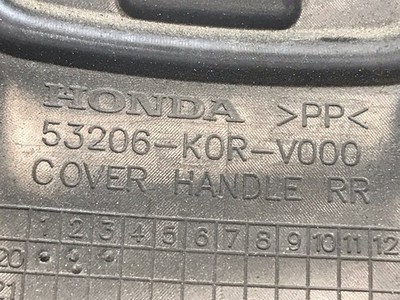 HONDA >PP<
53206-K0R-V000
COVER HANDLE RR
1 2 3 4 5 6 7 8 9 10 11 12
20
21